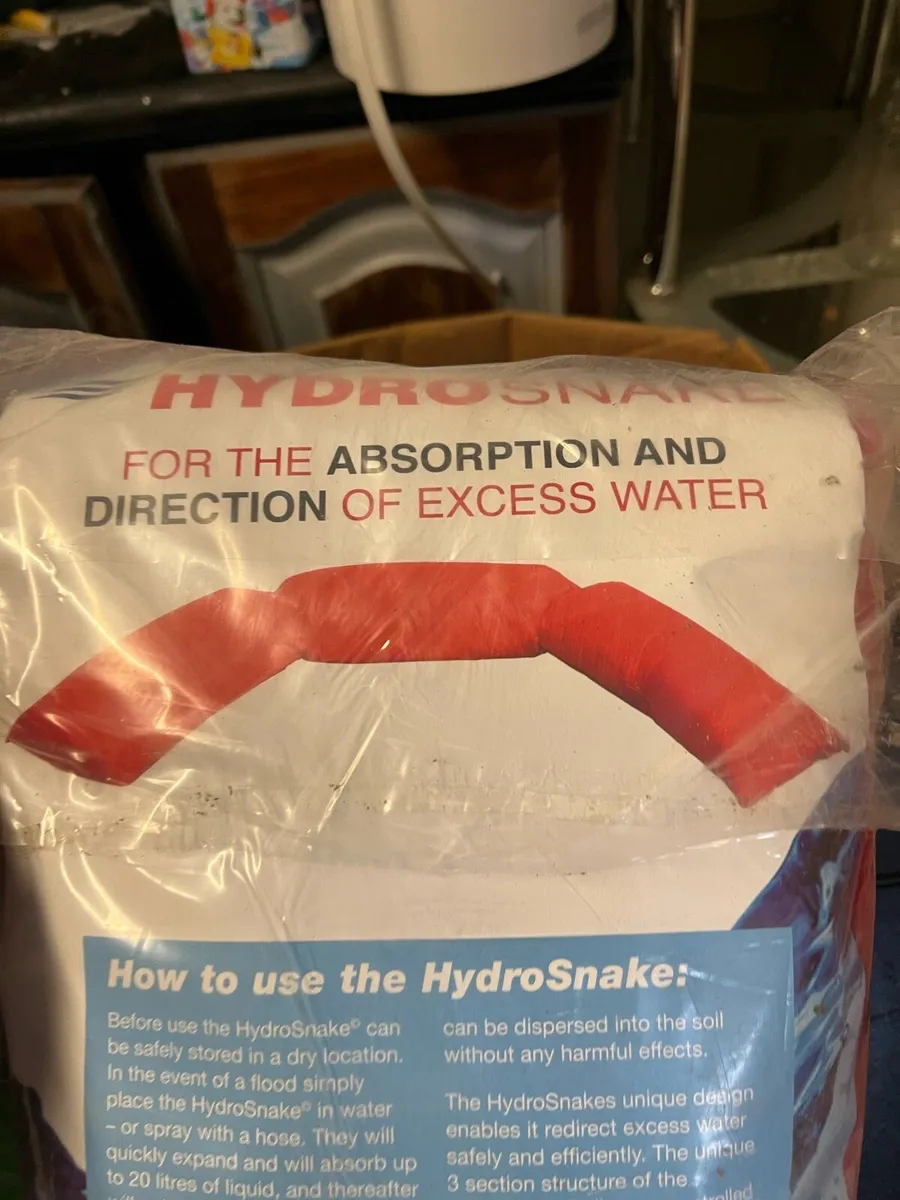 HYDROSNAKE
FOR THE ABSORPTION AND
DIRECTION OF EXCESS WATER
How to use the HydroSnake:
Before use the HydroSnake© can
be safely stored in a dry location.
In the event of a flood simply
place the HydroSnake© in water
– or spray with a hose. They will
quickly expand and will absorb up
to 20 litres of liquid, and thereafter
can be dispersed into the soil
without any harmful effects.
The HydroSnakes unique design
enables it redirect excess water
safely and efficiently. The unique
3 section structure of the